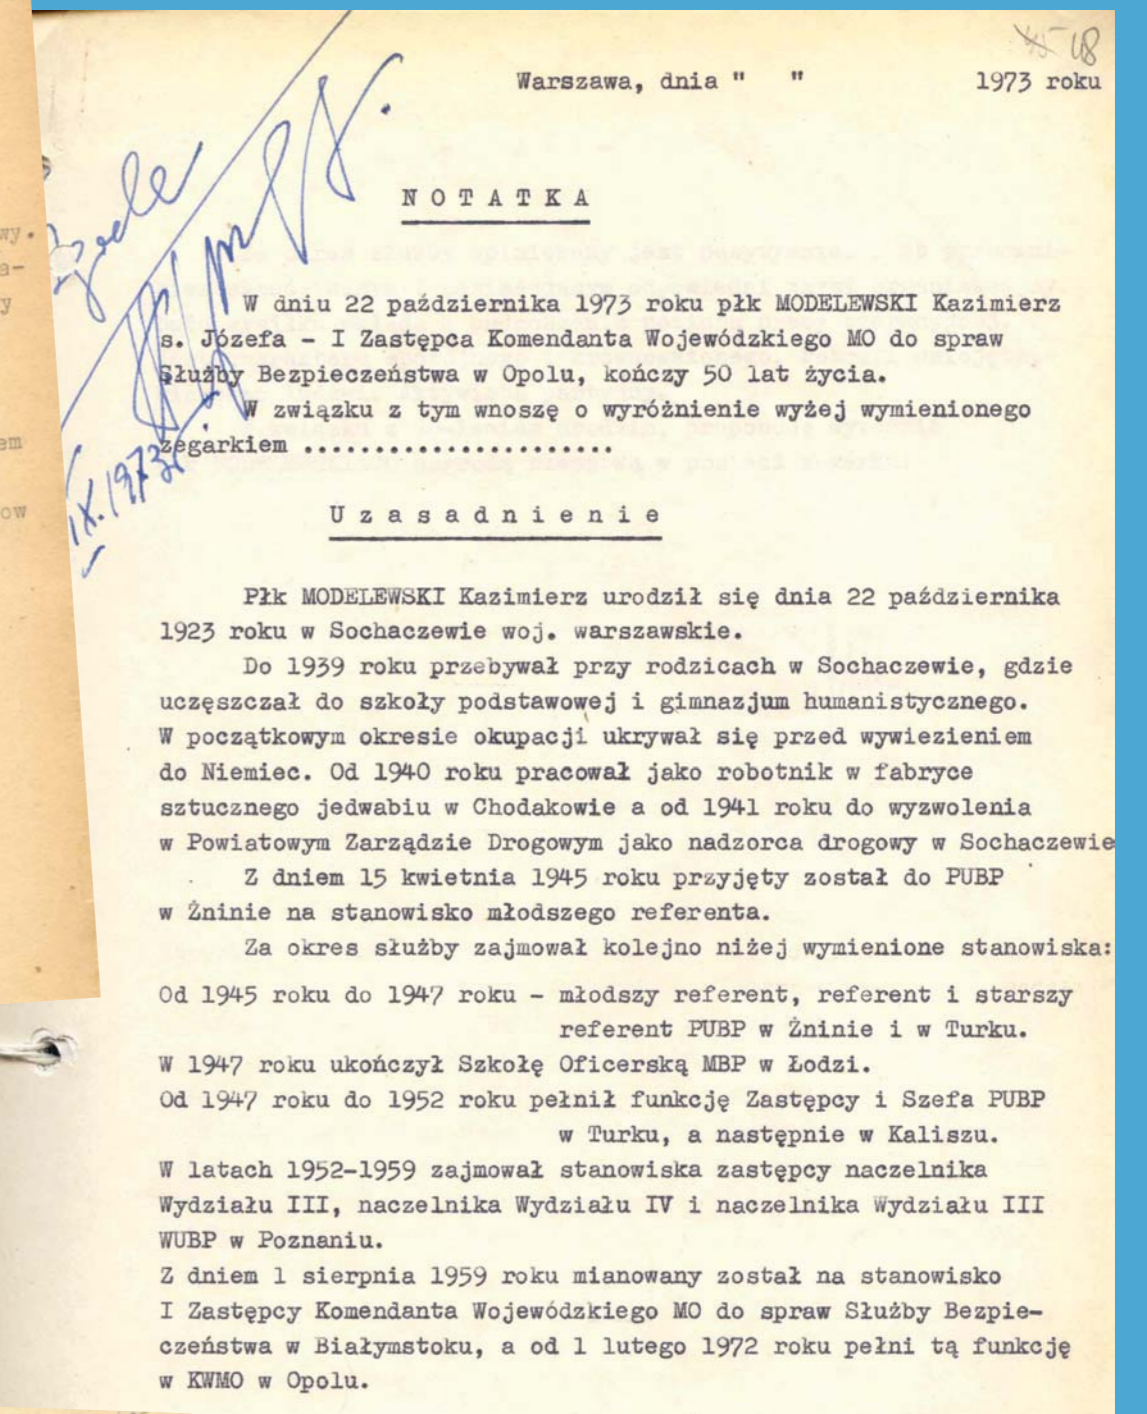 48
Warszawa, dnia " " 1973 roku
NOTATKA
W dniu 22 października 1973 roku płk MODELEWSKI Kazimierz
s. Józefa - I Zastępca Komendanta Wojewódzkiego MO do spraw
Służby Bezpieczeństwa w Opolu, kończy 50 lat życia.
W związku z tym wnoszę o wyróżnienie wyżej wymienionego
zegarkiem ......................
IX.1973
Uzasadnienie
Płk MODELEWSKI Kazimierz urodził się dnia 22 października
1923 roku w Sochaczewie woj. warszawskie.
Do 1939 roku przebywał przy rodzicach w Sochaczewie, gdzie
uczęszczał do szkoły podstawowej i gimnazjum humanistycznego.
W początkowym okresie okupacji ukrywał się przed wywiezieniem
do Niemiec. Od 1940 roku pracował jako robotnik w fabryce
sztucznego jedwabiu w Chodakowie a od 1941 roku do wyzwolenia
w Powiatowym Zarządzie Drogowym jako nadzorca drogowy w Sochaczewie
Z dniem 15 kwietnia 1945 roku przyjęty został do PUBP
w Żninie na stanowisko młodszego referenta.
Za okres służby zajmował kolejno niżej wymienione stanowiska:
Od 1945 roku do 1947 roku - młodszy referent, referent i starszy
referent PUBP w Żninie i w Turku.
W 1947 roku ukończył Szkołę Oficerską MBP w Łodzi.
Od 1947 roku do 1952 roku pełnił funkcję Zastępcy i Szefa PUBP
w Turku, a następnie w Kaliszu.
W latach 1952-1959 zajmował stanowiska zastępcy naczelnika
Wydziału III, naczelnika Wydziału IV i naczelnika Wydziału III
WUBP w Poznaniu.
Z dniem 1 sierpnia 1959 roku mianowany został na stanowisko
I Zastępcy Komendanta Wojewódzkiego MO do spraw Służby Bezpie-
czeństwa w Białymstoku, a od 1 lutego 1972 roku pełni tą funkcję
w KWMO w Opolu.